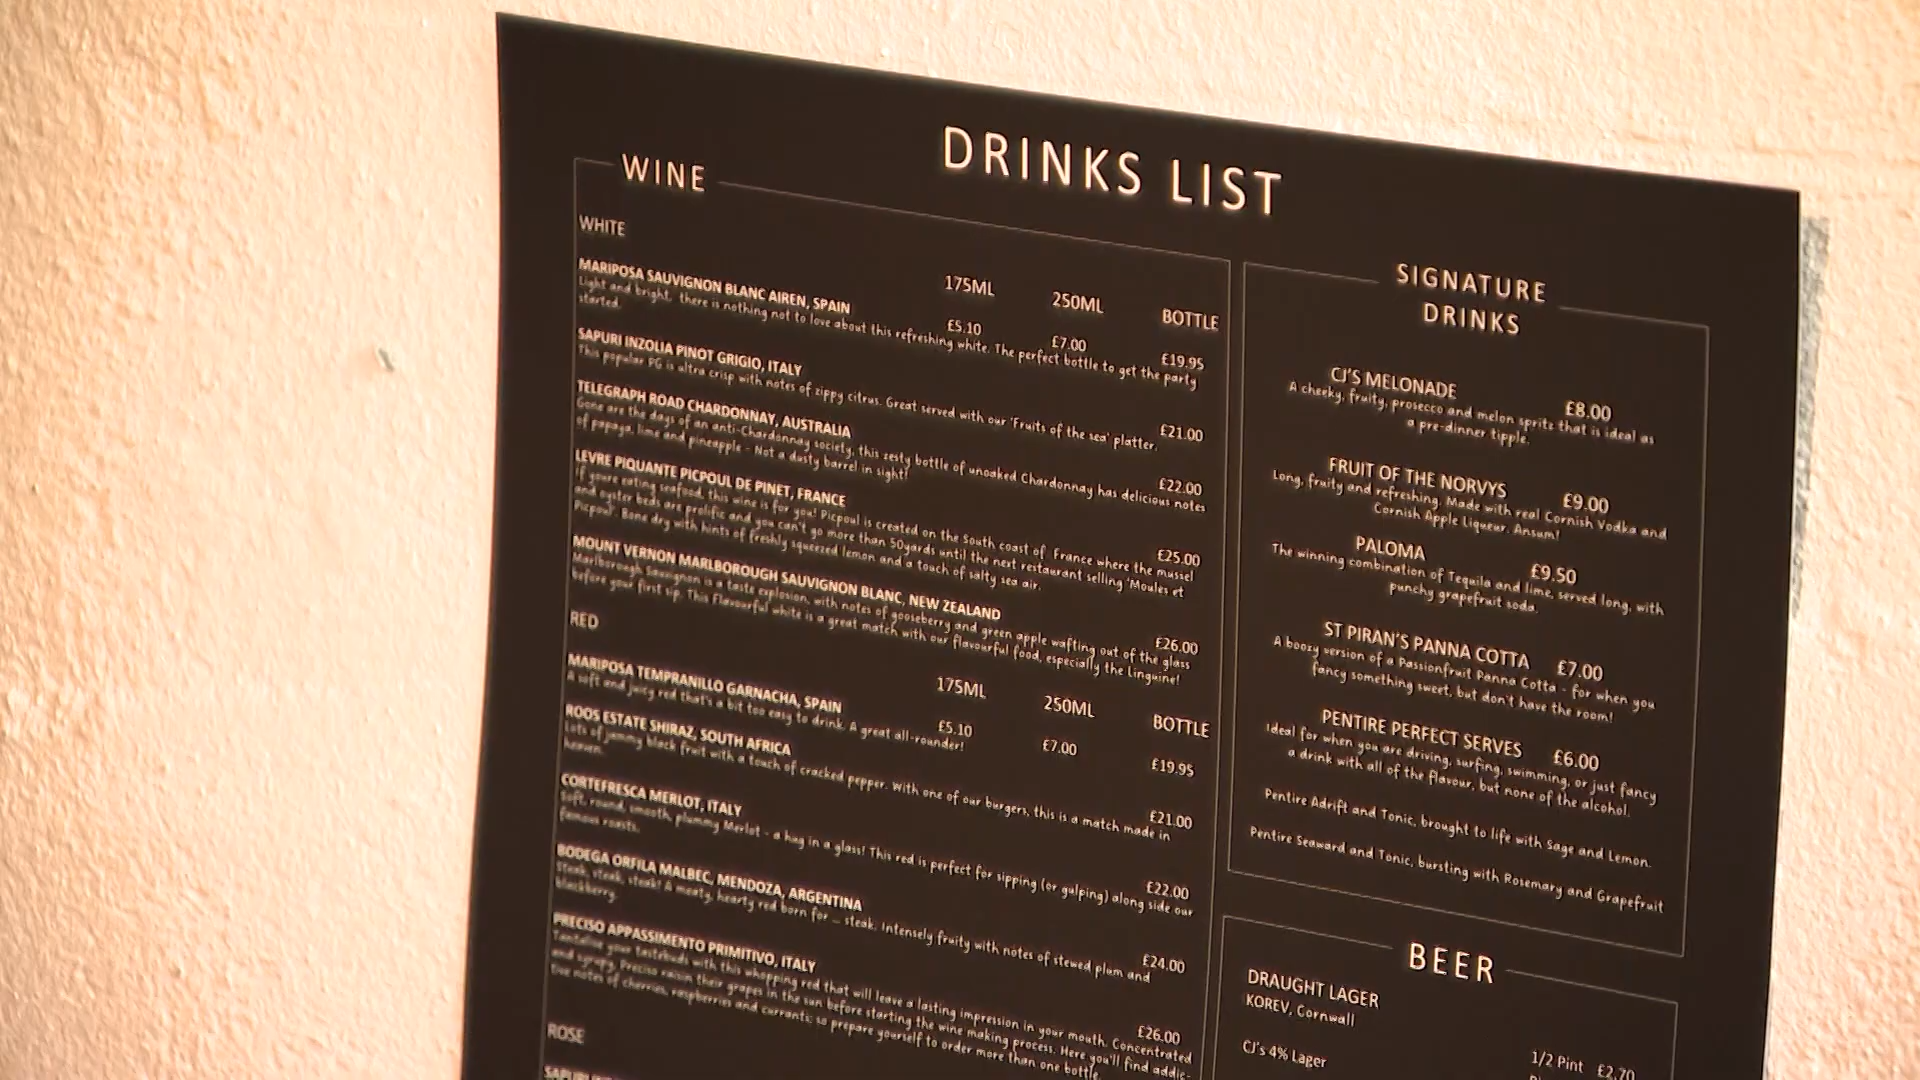 DRINKS LIST
WINE
WHITE
175ML 250ML BOTTLE
MARIPOSA SAUVIGNON BLANC AIREN, SPAIN £5.10 £7.00 £19.95
Light and bright, there is nothing not to love about this refreshing white. The perfect bottle to get the party
started.
SAPURI INZOLIA PINOT GRIGIO, ITALY £21.00
This popular PG is ultra crisp with notes of zippy citrus. Great served with our 'Fruits of the sea' platter.
TELEGRAPH ROAD CHARDONNAY, AUSTRALIA £22.00
Gone are the days of an anti-Chardonnay society, this zesty bottle of unoaked Chardonnay has delicious notes
of papaya, lime and pineapple - Not a dusty barrel in sight!
LEVRE PIQUANTE PICPOUL DE PINET, FRANCE £25.00
If youre eating seafood, this wine is for you! Picpoul is created on the South coast of France where the mussel
and oyster beds are prolific and you can't go more than 50yards until the next restaurant selling 'Moules et
Picpoul'. Bone dry with hints of freshly squeezed lemon and a touch of salty sea air.
MOUNT VERNON MARLBOROUGH SAUVIGNON BLANC, NEW ZEALAND £26.00
Marlborough Sauvignon is a taste explosion, with notes of gooseberry and green apple wafting out of the glass
before your first sip. This Flavourful white is a great match with our flavourful food, especially the Linguine!
RED
175ML 250ML BOTTLE
MARIPOSA TEMPRANILLO GARNACHA, SPAIN £5.10 £7.00 £19.95
A soft and juicy red that's a bit too easy to drink. A great all-rounder!
ROOS ESTATE SHIRAZ, SOUTH AFRICA £21.00
Lots of jammy black fruit with a touch of cracked pepper. With one of our burgers, this is a match made in
heaven.
CORTEFRESCA MERLOT, ITALY £22.00
Soft, round, smooth, plummy Merlot - a hug in a glass! This red is perfect for sipping (or gulping) along side our
famous roasts.
BODEGA ORFILA MALBEC, MENDOZA, ARGENTINA £24.00
Steak, steak, steak! A meaty, hearty red born for ... steak. Intensely fruity with notes of stewed plum and
blackberry.
PRECISO APPASSIMENTO PRIMITIVO, ITALY £26.00
Tantalise your tastebuds with this whopping red that will leave a lasting impression in your mouth. Concentrated
and syrupy, Preciso raisin their grapes in the sun before starting the wine making process. Here you'll find addic-
tive notes of cherries, raspberries and currants; so prepare yourself to order more than one bottle.
ROSE
SIGNATURE
DRINKS
CJ'S MELONADE £8.00
A cheeky, fruity, prosecco and melon spritz that is ideal as
a pre-dinner tipple.
FRUIT OF THE NORVYS £9.00
Long, fruity and refreshing. Made with real Cornish Vodka and
Cornish Apple Liqueur. Ansum!
PALOMA £9.50
The winning combination of Tequila and lime, served long, with
punchy grapefruit soda.
ST PIRAN'S PANNA COTTA £7.00
A boozy version of a Passionfruit Panna Cotta - for when you
fancy something sweet, but don't have the room!
PENTIRE PERFECT SERVES £6.00
Ideal for when you are driving, surfing, swimming, or just fancy
a drink with all of the flavour, but none of the alcohol.
Pentire Adrift and Tonic, brought to life with Sage and Lemon.
Pentire Seaward and Tonic, bursting with Rosemary and Grapefruit
BEER
DRAUGHT LAGER
KOREV, Cornwall
CJ's 4% Lager
1/2 Pint £2.70